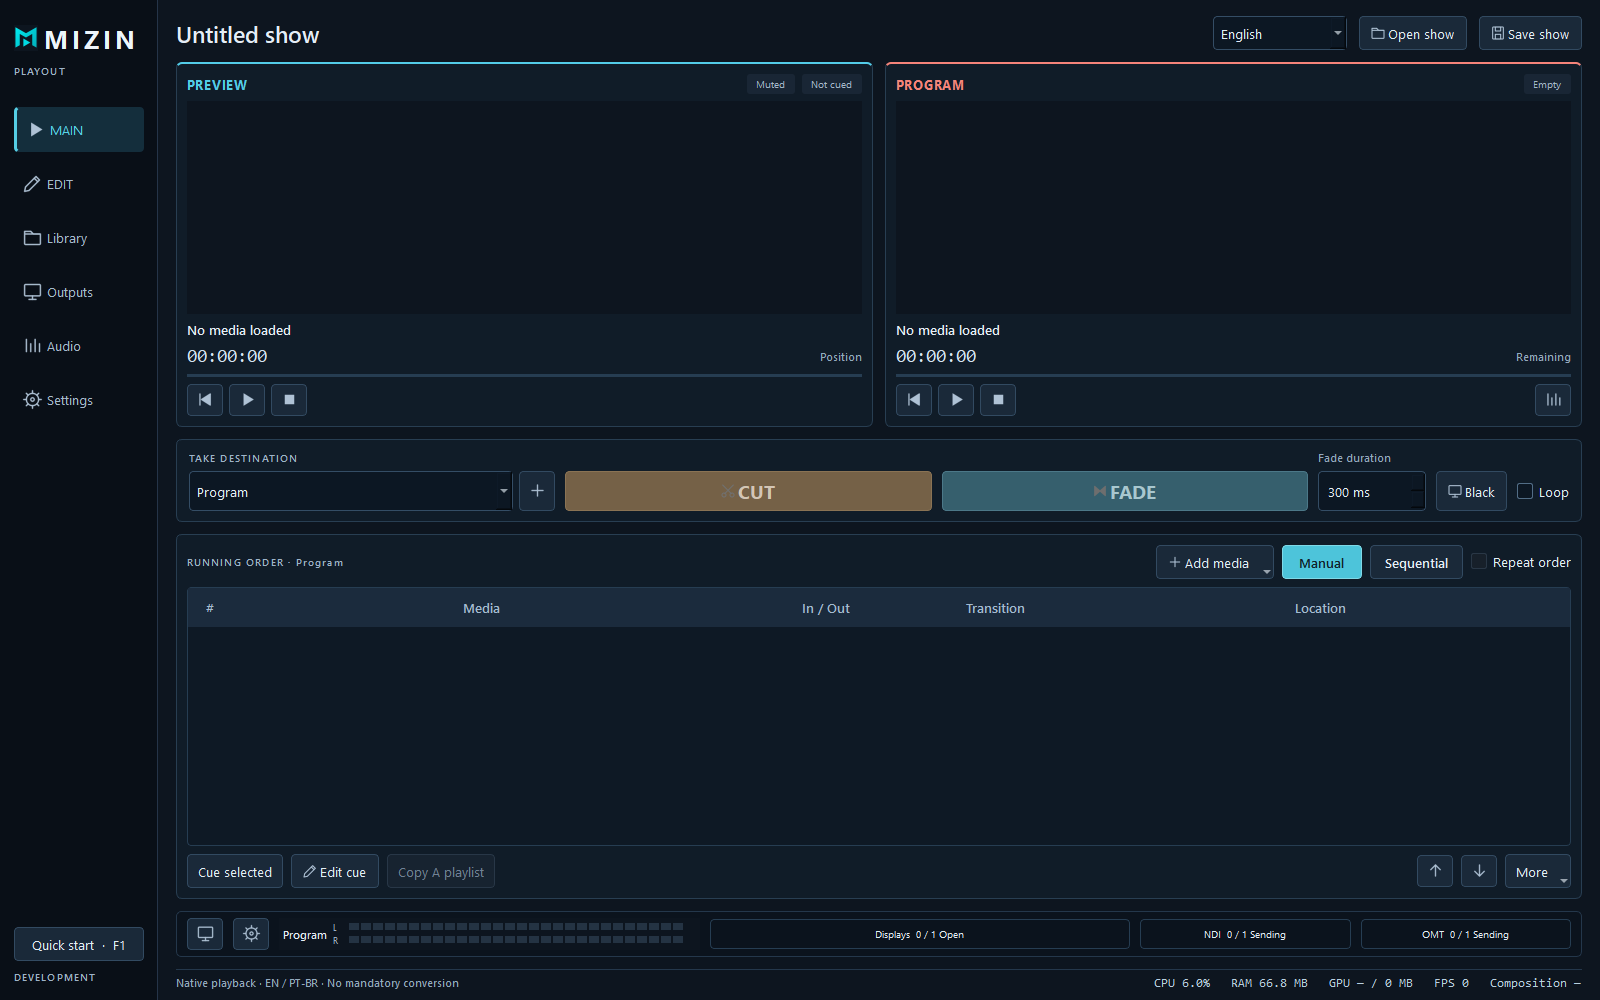 MIZIN
PLAYOUT
MAIN
EDIT
Library
Outputs
Audio
Settings
Quick start · F1
DEVELOPMENT
Untitled show
English
Open show
Save show
PREVIEW
Muted
Not cued
No media loaded
00:00:00
Position
PROGRAM
Empty
No media loaded
00:00:00
Remaining
TAKE DESTINATION
Program
CUT
FADE
Fade duration
300 ms
Black
Loop
RUNNING ORDER · Program
Add media
Manual
Sequential
Repeat order
# Media In / Out Transition Location
Cue selected
Edit cue
Copy A playlist
More
Program
L
R
Displays 0 / 1 Open
NDI 0 / 1 Sending
OMT 0 / 1 Sending
Native playback · EN / PT-BR · No mandatory conversion
CPU 6.0% RAM 66.8 MB GPU — / 0 MB FPS 0 Composition —